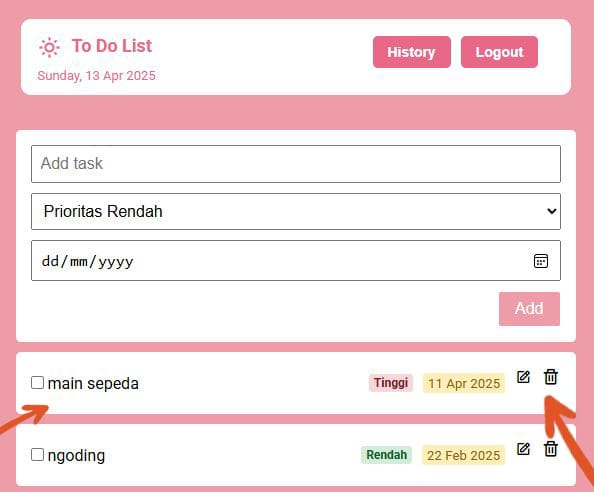 To Do List
Sunday, 13 Apr 2025
History Logout
Add task
Prioritas Rendah
dd/mm/yyyy
Add
main sepeda Tinggi 11 Apr 2025
ngoding Rendah 22 Feb 2025